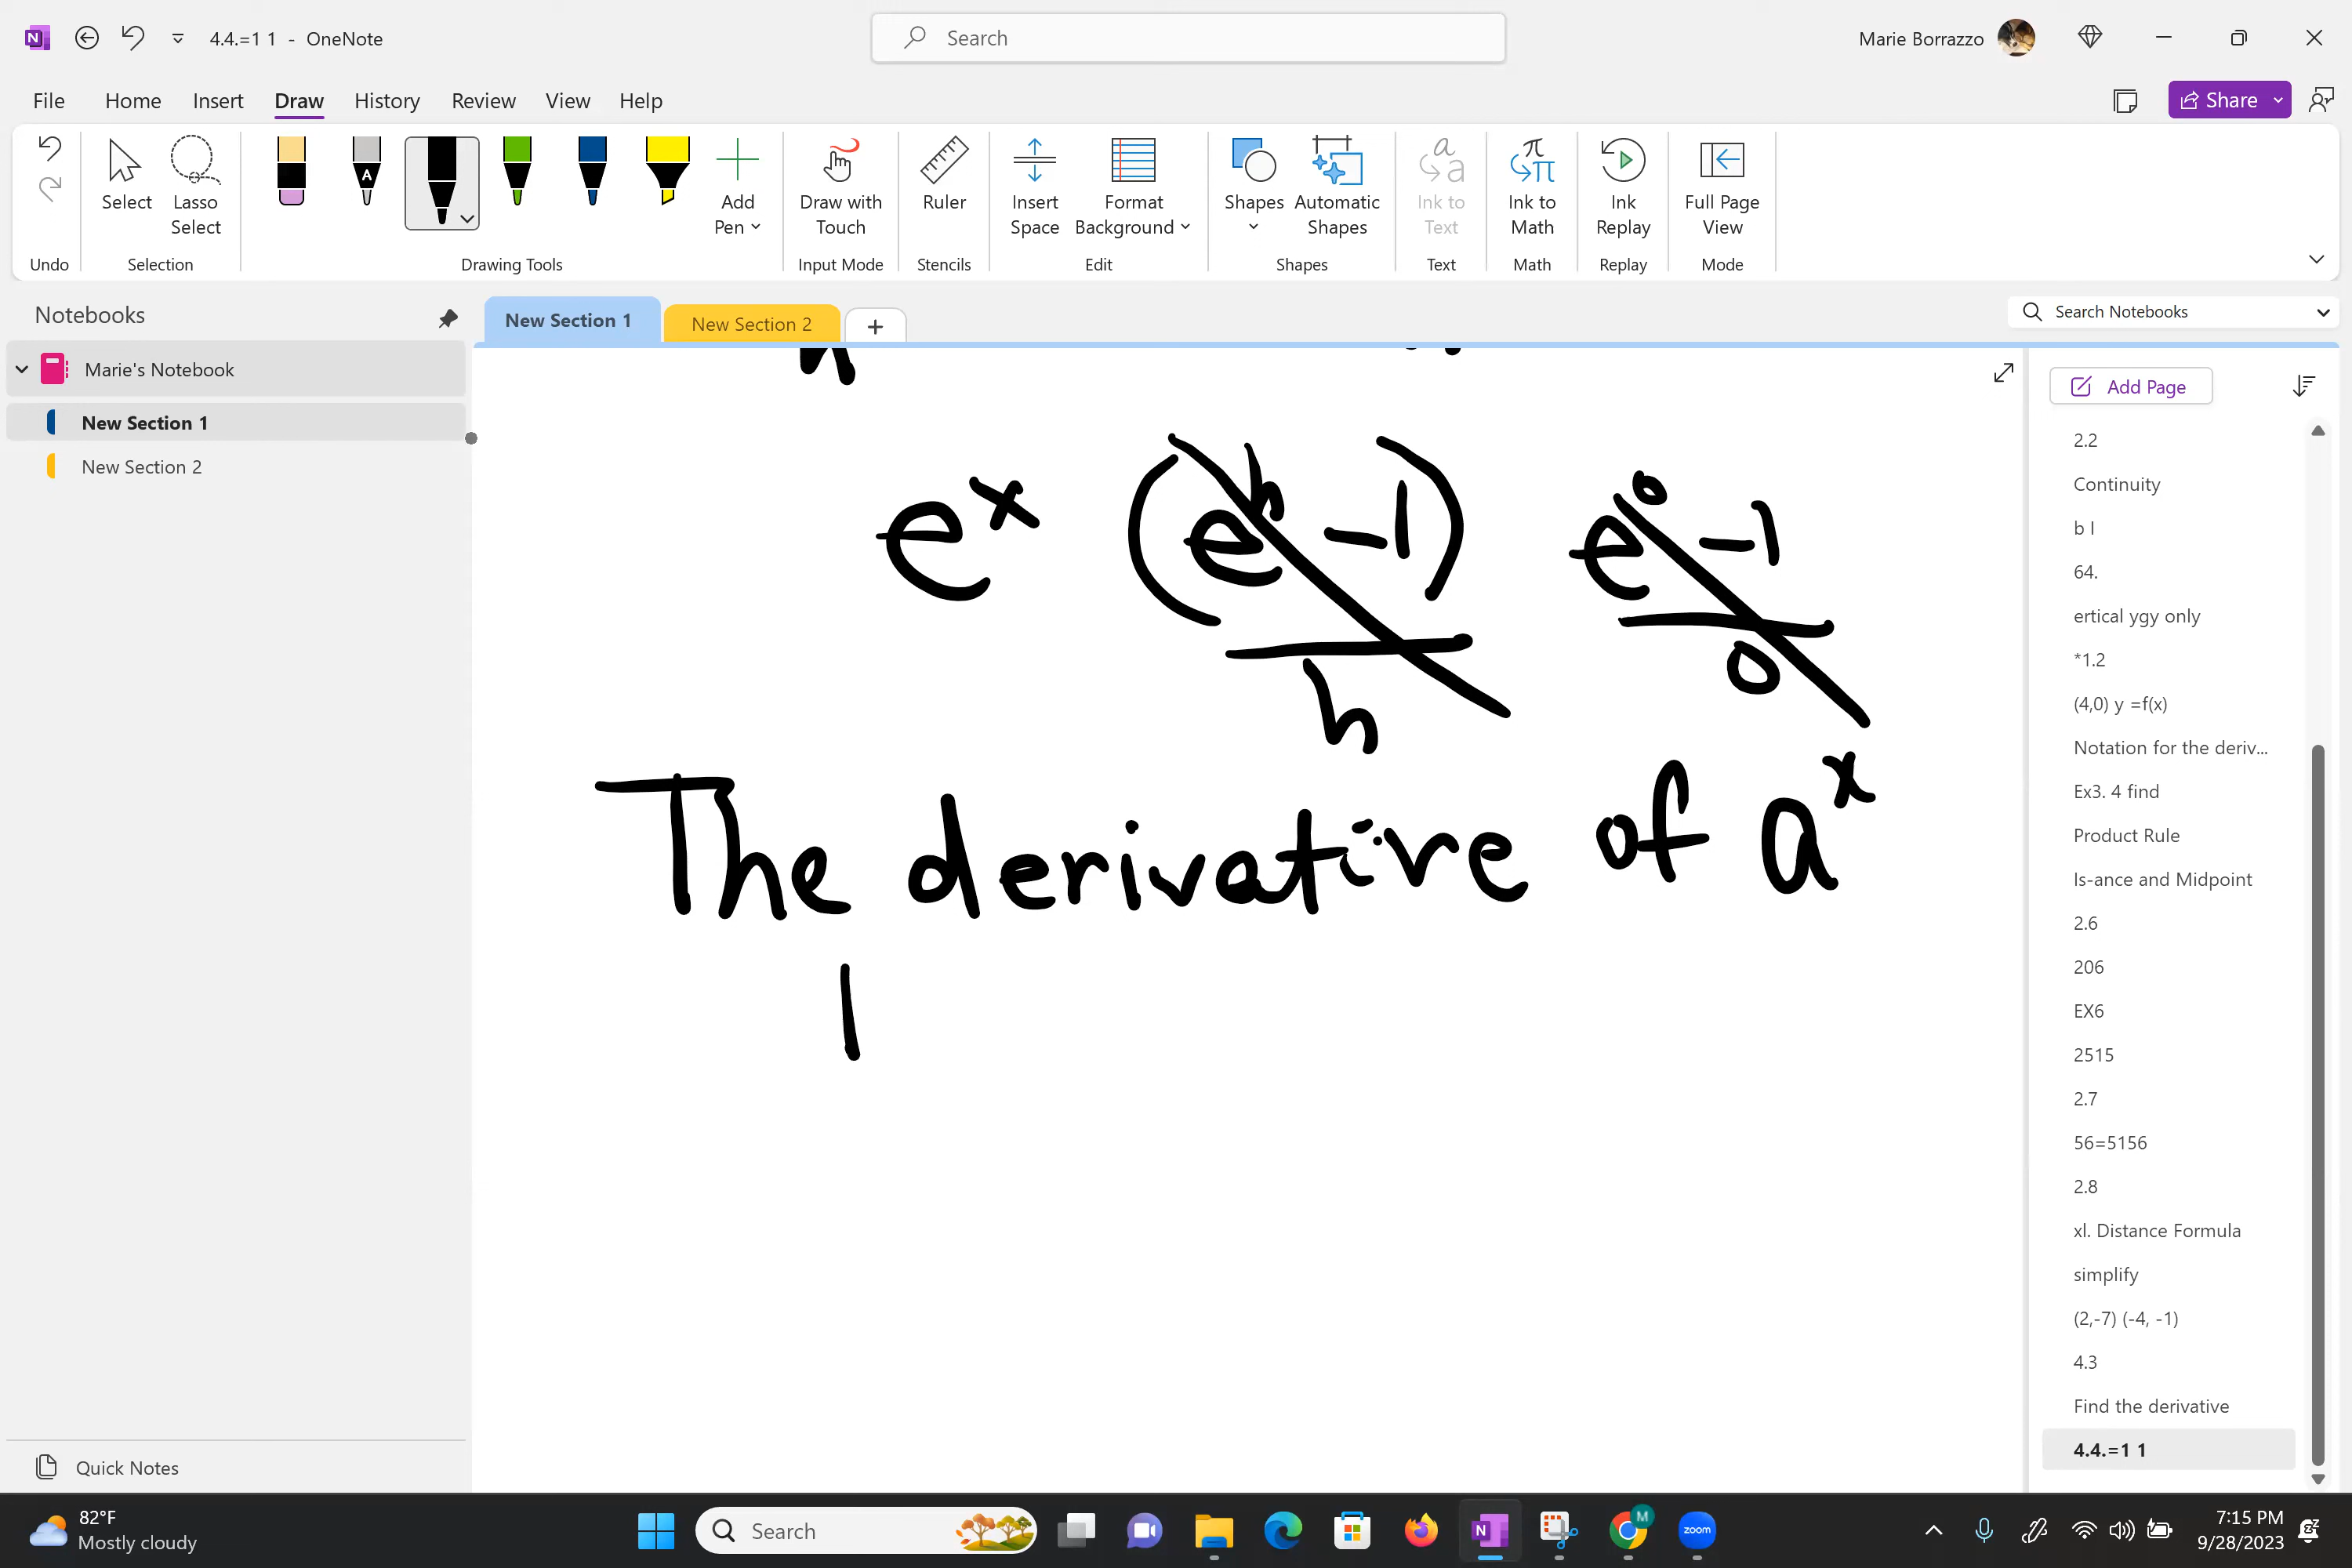 4.4.=1 1 - OneNote
Search
Marie Borrazzo
File Home Insert Draw History Review View Help
Share
Select
Lasso Select
A
Add Pen
Draw with Touch
Ruler
Insert Space
Format Background
Shapes
Automatic Shapes
Ink to Text
Ink to Math
Ink Replay
Full Page View
Undo Selection Drawing Tools Input Mode Stencils Edit Shapes Text Math Replay Mode
Notebooks
New Section 1
New Section 2
+
Search Notebooks
Marie's Notebook
New Section 1
New Section 2
Quick Notes
e^x (e^h -1) / h
e^0 -1 / 0
The derivative of a^x
Add Page
2.2
Continuity
b l
64.
ertical ygy only
*1.2
(4,0) y =f(x)
Notation for the deriv...
Ex3. 4 find
Product Rule
Is-ance and Midpoint
2.6
206
EX6
2515
2.7
56=5156
2.8
xl. Distance Formula
simplify
(2,-7) (-4, -1)
4.3
Find the derivative
4.4.=1 1
82°F
Mostly cloudy
Search
zoom
7:15 PM
9/28/2023